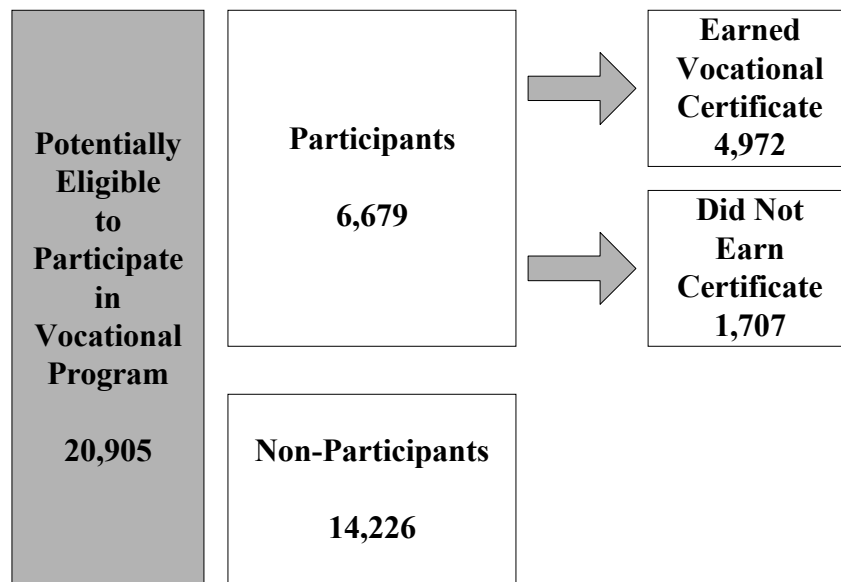 Potentially
Eligible
to
Participate
in
Vocational
Program
20,905
Participants
6,679
Non-Participants
14,226
Earned
Vocational
Certificate
4,972
Did Not
Earn
Certificate
1,707